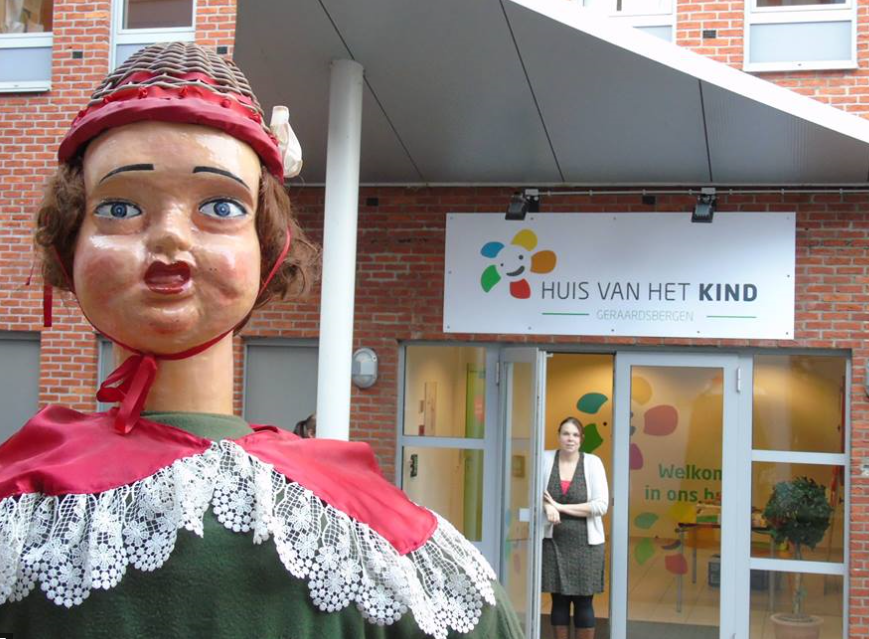 HUIS VAN HET KIND
GERAARDSBERGEN
Welkom
in ons